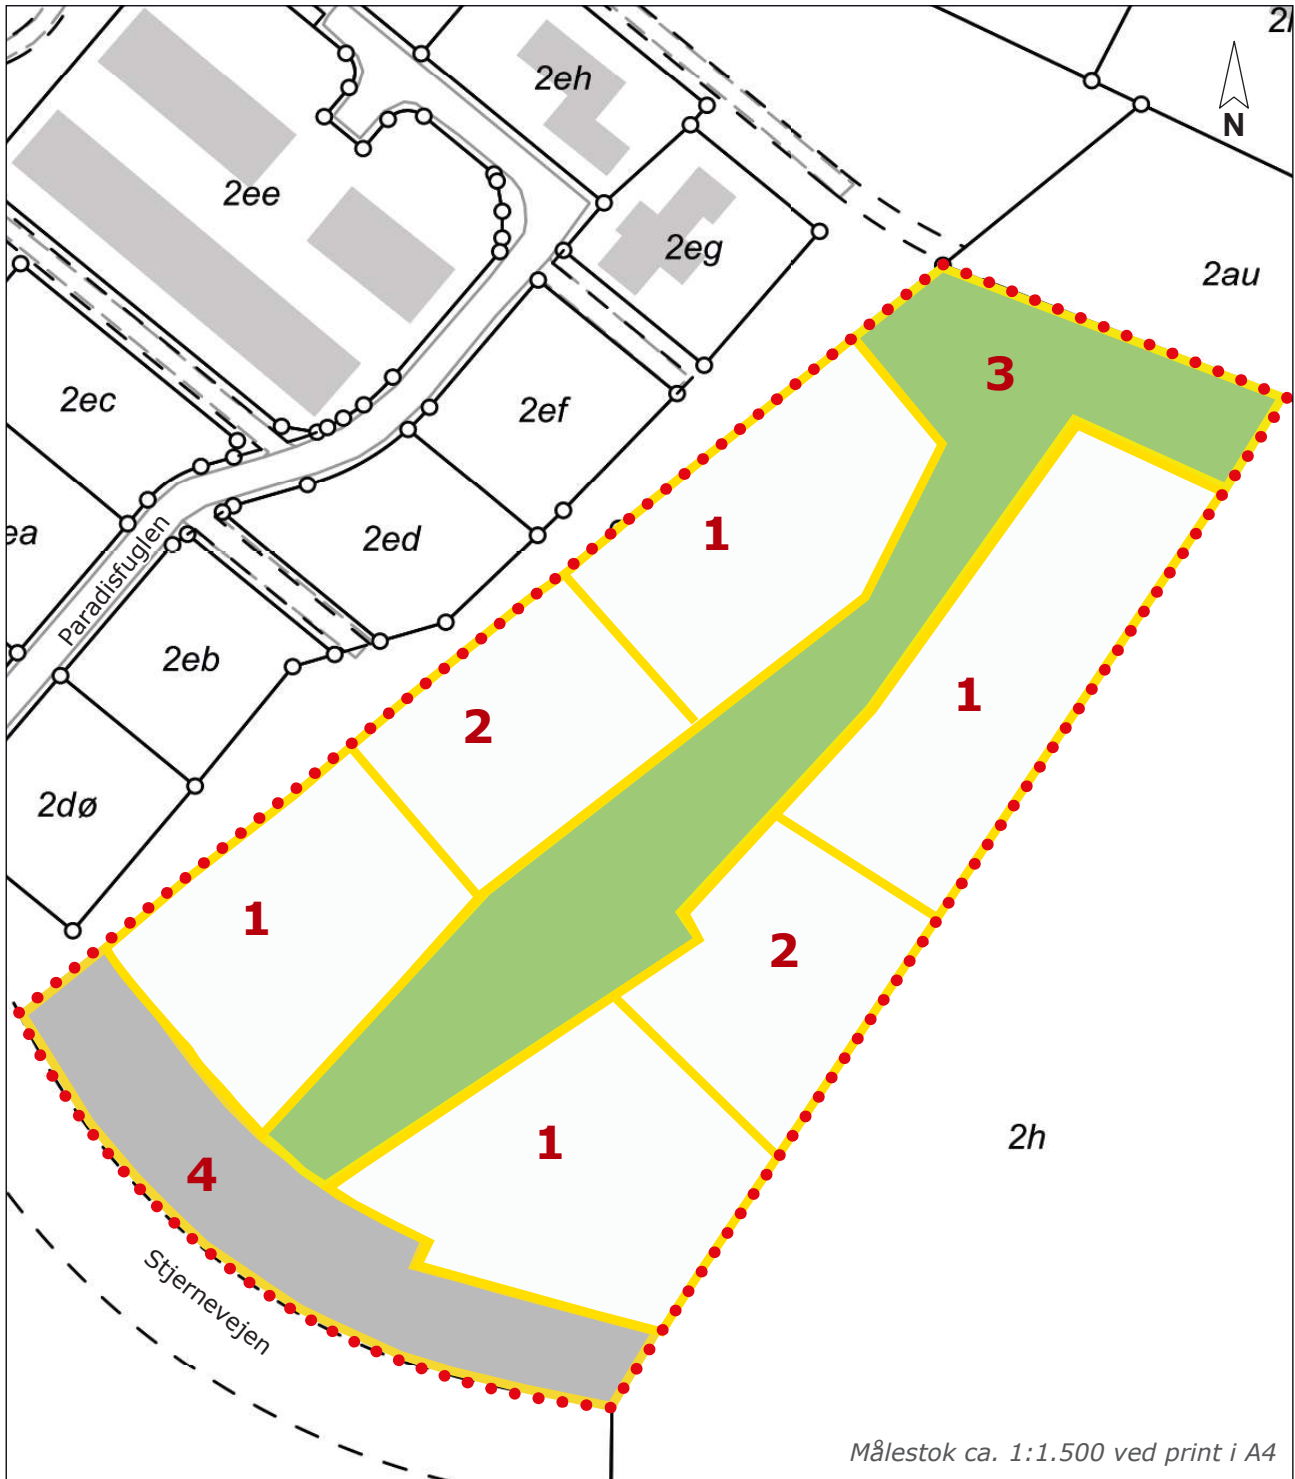 2eh
N
2ee
2eg
2au
3
2ec
2ef
1
ea
2ed
Paradisfuglen
2eb
1
2
2dø
1
2
2h
1
4
Stjernevejen
Målestok ca. 1:1.500 ved print i A4